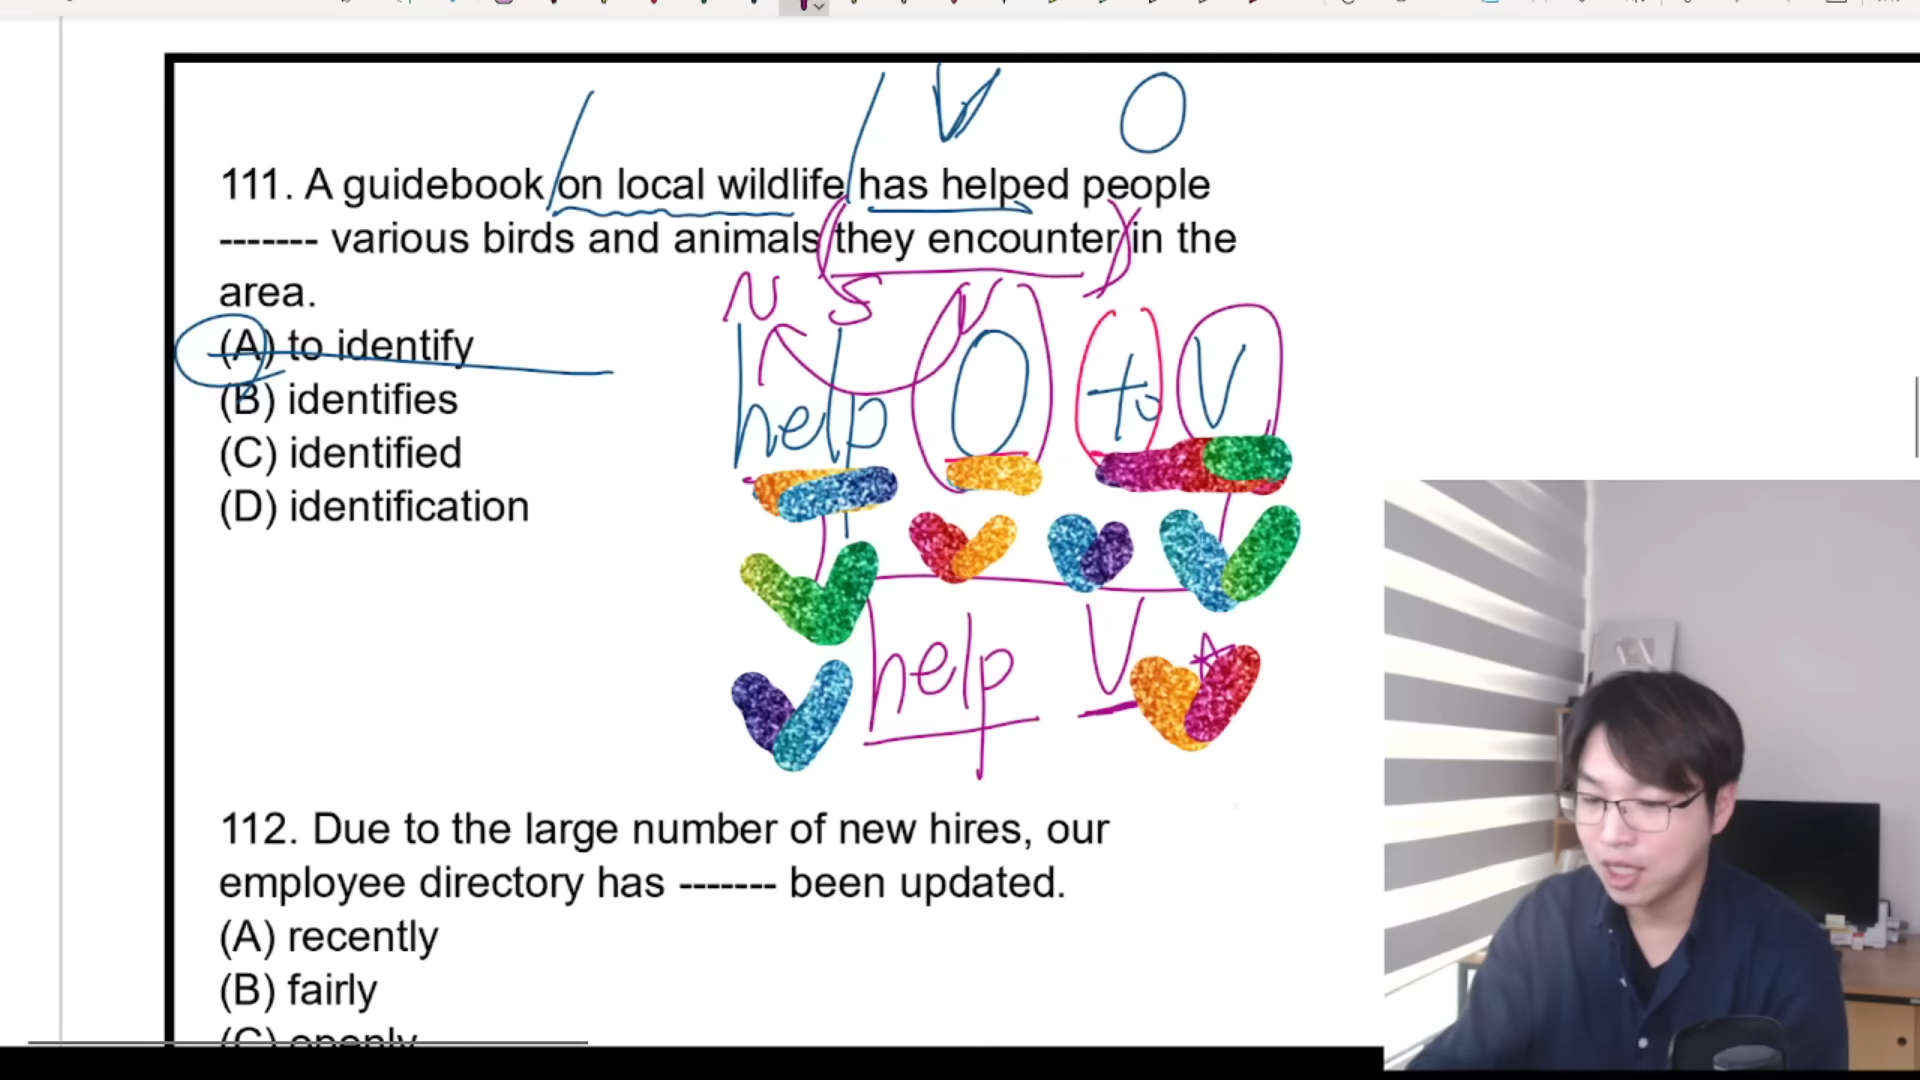 V O
111. A guidebook on local wildlife has helped people
------- various birds and animals they encounter in the
area.
N S V
(A) to identify
help O to V
(B) identifies
(C) identified
(D) identification
help V
112. Due to the large number of new hires, our
employee directory has ------- been updated.
(A) recently
(B) fairly
(C) openly